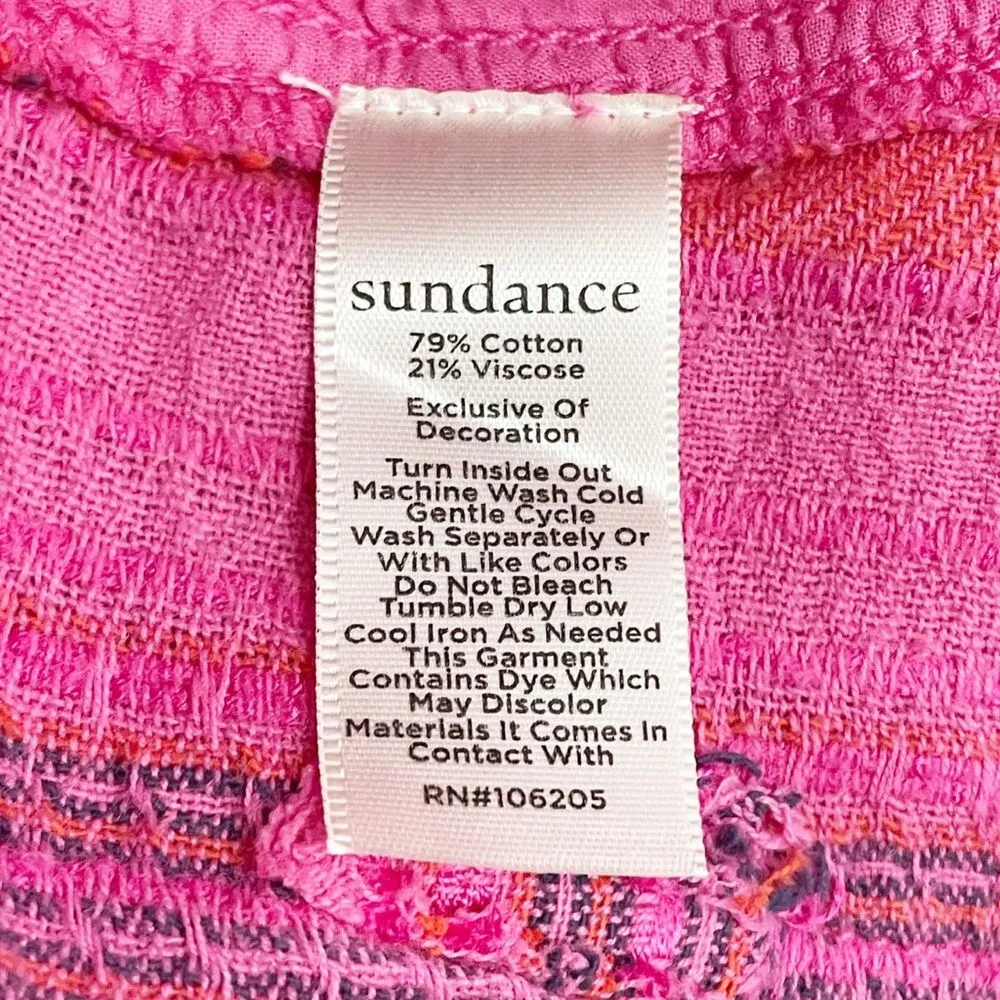 sundance
79% Cotton
21% Viscose
Exclusive Of
Decoration
Turn Inside Out
Machine Wash Cold
Gentle Cycle
Wash Separately Or
With Like Colors
Do Not Bleach
Tumble Dry Low
Cool Iron As Needed
This Garment
Contains Dye Which
May Discolor
Materials It Comes In
Contact With
RN#106205